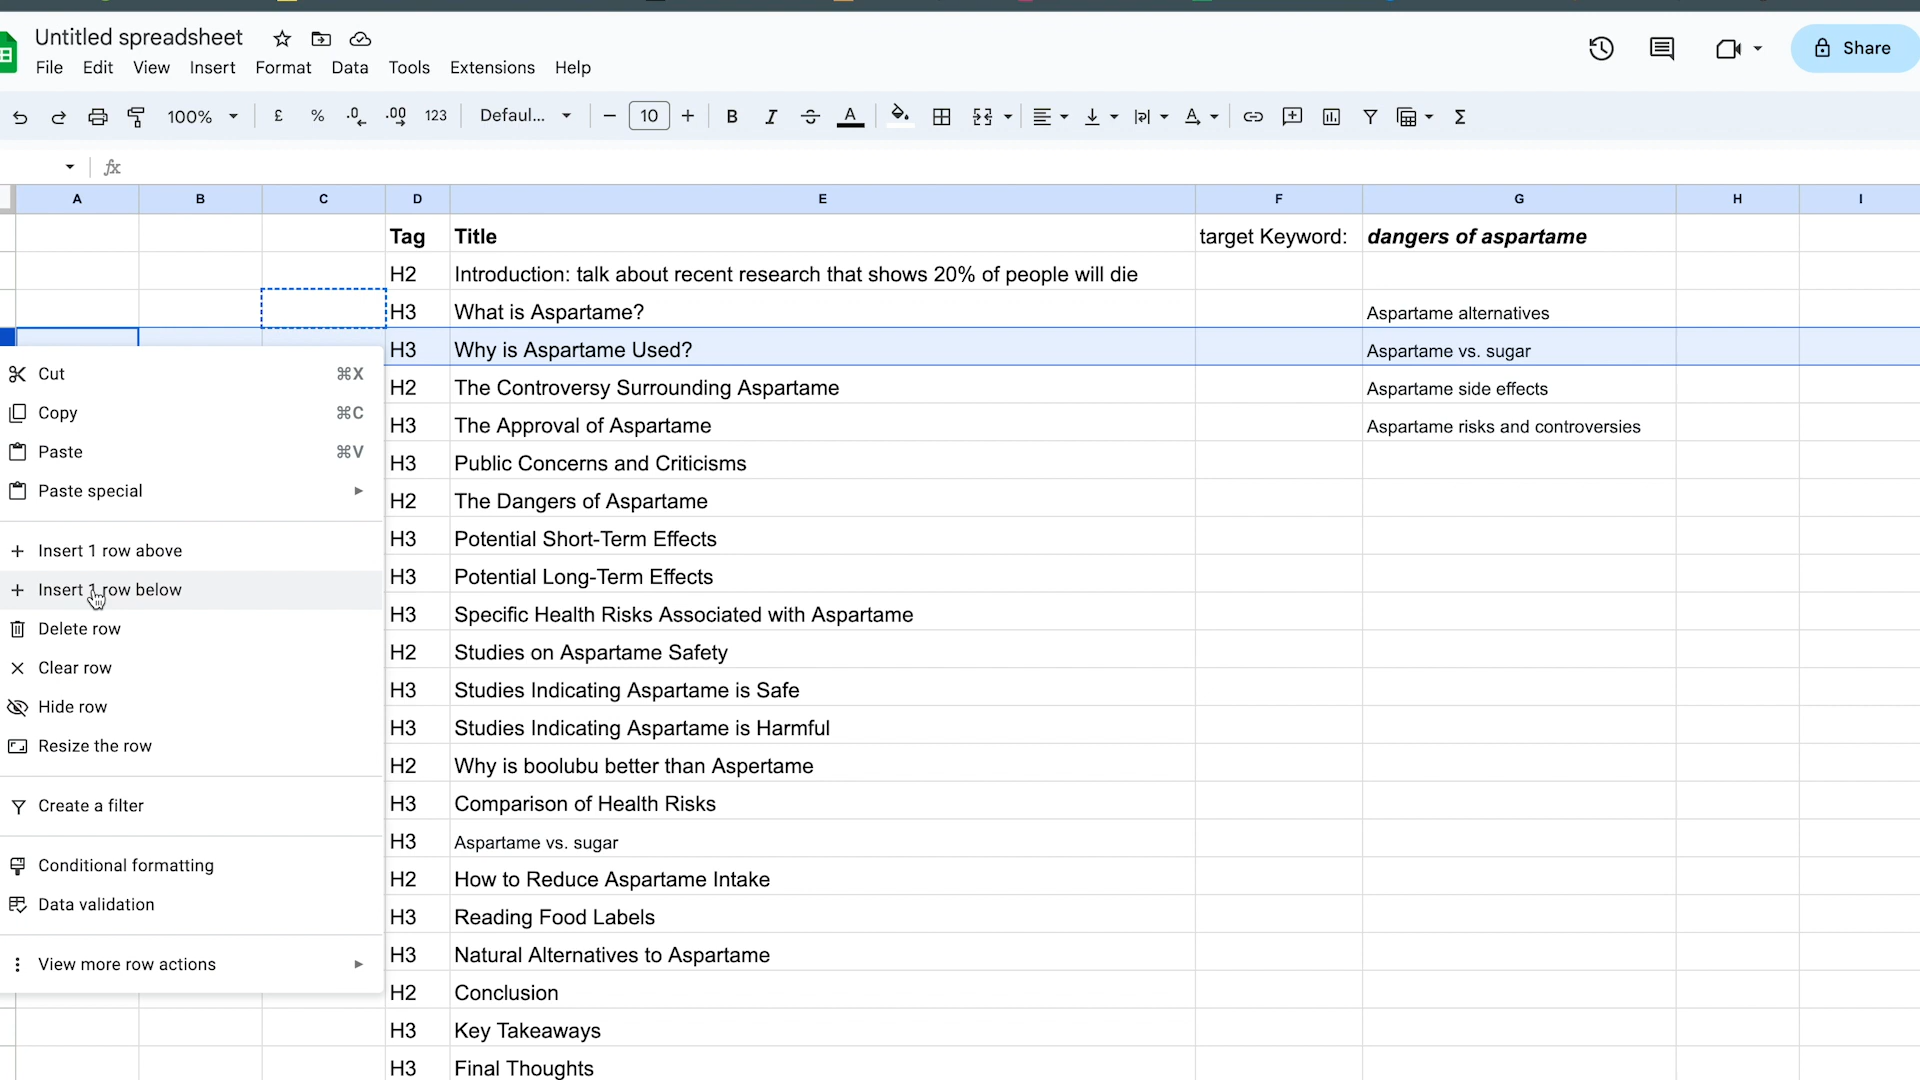 Untitled spreadsheet
File Edit View Insert Format Data Tools Extensions Help
Share
100% £ % .0 .00 123 Defaul... 10 B I A A Σ
fx
A B C D E F G H I
Tag Title target Keyword: dangers of aspartame
H2 Introduction: talk about recent research that shows 20% of people will die
H3 What is Aspartame? Aspartame alternatives
H3 Why is Aspartame Used? Aspartame vs. sugar
H2 The Controversy Surrounding Aspartame Aspartame side effects
H3 The Approval of Aspartame Aspartame risks and controversies
H3 Public Concerns and Criticisms
H2 The Dangers of Aspartame
H3 Potential Short-Term Effects
H3 Potential Long-Term Effects
H3 Specific Health Risks Associated with Aspartame
H2 Studies on Aspartame Safety
H3 Studies Indicating Aspartame is Safe
H3 Studies Indicating Aspartame is Harmful
H2 Why is boolubu better than Aspertame
H3 Comparison of Health Risks
H3 Aspartame vs. sugar
H2 How to Reduce Aspartame Intake
H3 Reading Food Labels
H3 Natural Alternatives to Aspartame
H2 Conclusion
H3 Key Takeaways
H3 Final Thoughts
Cut ⌘X
Copy ⌘C
Paste ⌘V
Paste special
Insert 1 row above
Insert 1 row below
Delete row
Clear row
Hide row
Resize the row
Create a filter
Conditional formatting
Data validation
View more row actions